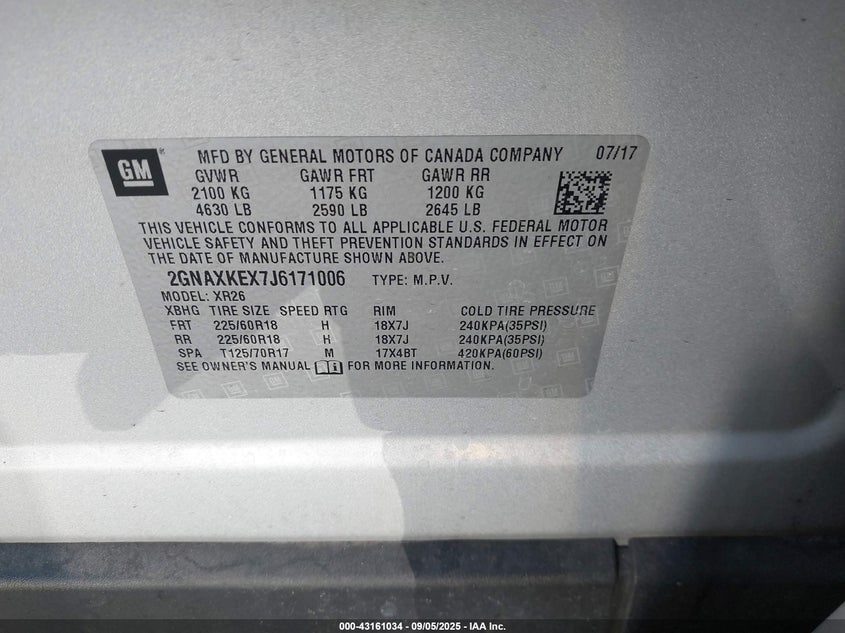 GM ® MFD BY GENERAL MOTORS OF CANADA COMPANY 07/17
GVWR GAWR FRT GAWR RR
2100 KG 1175 KG 1200 KG
4630 LB 2590 LB 2645 LB
THIS VEHICLE CONFORMS TO ALL APPLICABLE U.S. FEDERAL MOTOR
VEHICLE SAFETY AND THEFT PREVENTION STANDARDS IN EFFECT ON
THE DATE OF MANUFACTURE SHOWN ABOVE.
2GNAXKEX7J6171006 TYPE: M.P.V.
MODEL: XR26
XBHG TIRE SIZE SPEED RTG RIM COLD TIRE PRESSURE
FRT 225/60R18 H 18X7J 240KPA(35PSI)
RR 225/60R18 H 18X7J 240KPA(35PSI)
SPA T125/70R17 M 17X4BT 420KPA(60PSI)
SEE OWNER'S MANUAL FOR MORE INFORMATION.
000-43161034 - 09/05/2025 - IAA Inc.